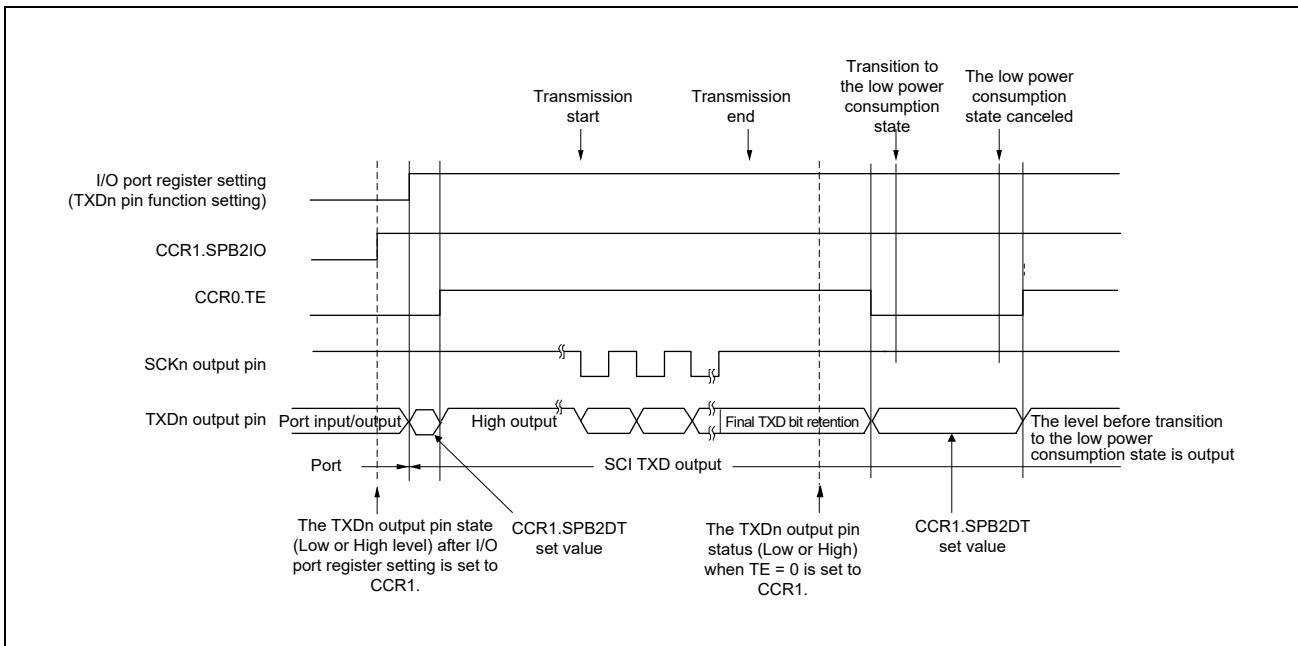 Transition to
the low power
consumption
state
The low power
consumption
state canceled
Transmission
start
Transmission
end
I/O port register setting
(TXDn pin function setting)
CCR1.SPB2IO
CCR0.TE
SCKn output pin
TXDn output pin
Port input/output
High output
Final TXD bit retention
The level before transition
to the low power
consumption state is output
Port
SCI TXD output
The TXDn output pin state
(Low or High level) after I/O
port register setting is set to
CCR1.
CCR1.SPB2DT
set value
The TXDn output pin
status (Low or High)
when TE = 0 is set to
CCR1.
CCR1.SPB2DT
set value